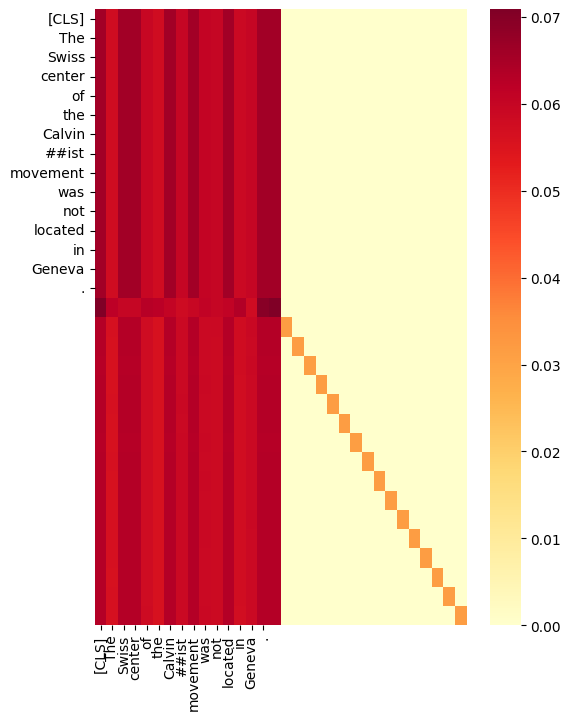 [CLS]
The
Swiss
center
of
the
Calvin
##ist
movement
was
not
located
in
Geneva
.
0.07
0.06
0.05
0.04
0.03
0.02
0.01
0.00
[CLS]
The
Swiss
center
of
the
Calvin
##ist
movement
was
not
located
in
Geneva
.